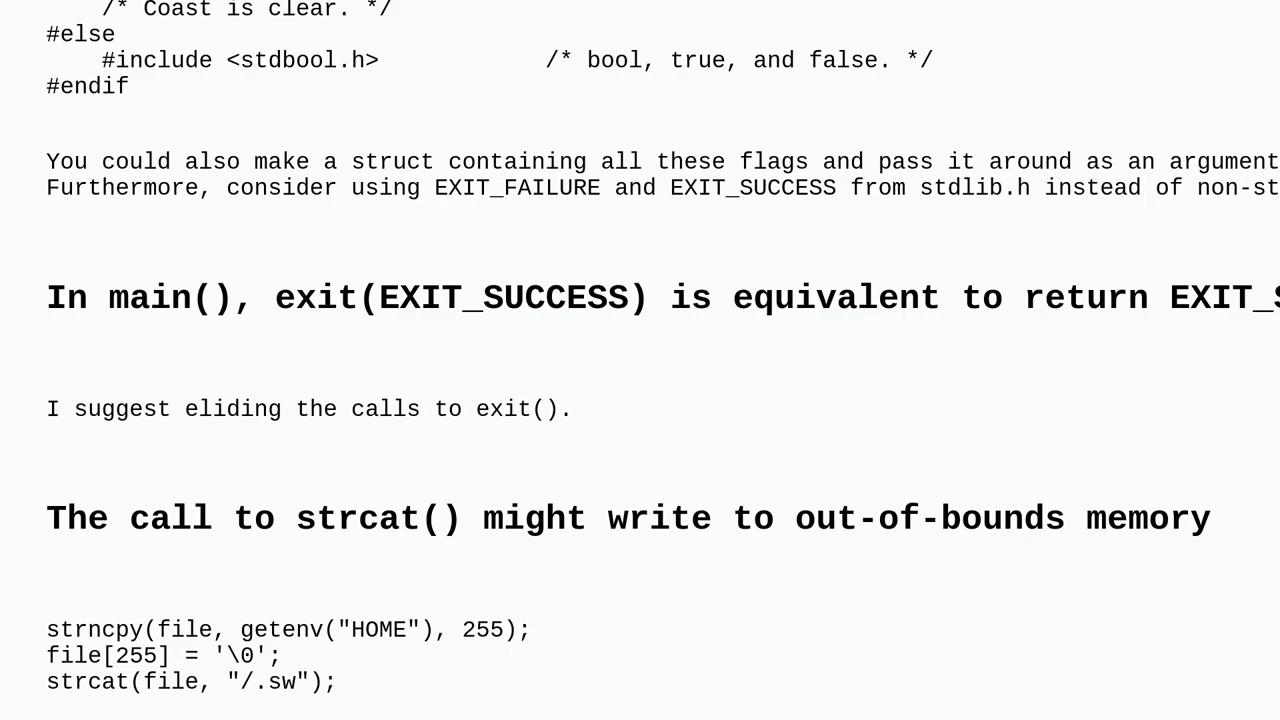 /* Coast is clear. */
#else
    #include <stdbool.h>            /* bool, true, and false. */
#endif
You could also make a struct containing all these flags and pass it around as an argument
Furthermore, consider using EXIT_FAILURE and EXIT_SUCCESS from stdlib.h instead of non-st
In main(), exit(EXIT_SUCCESS) is equivalent to return EXIT_S
I suggest eliding the calls to exit().
The call to strcat() might write to out-of-bounds memory
strncpy(file, getenv("HOME"), 255);
file[255] = '\0';
strcat(file, "/.sw");